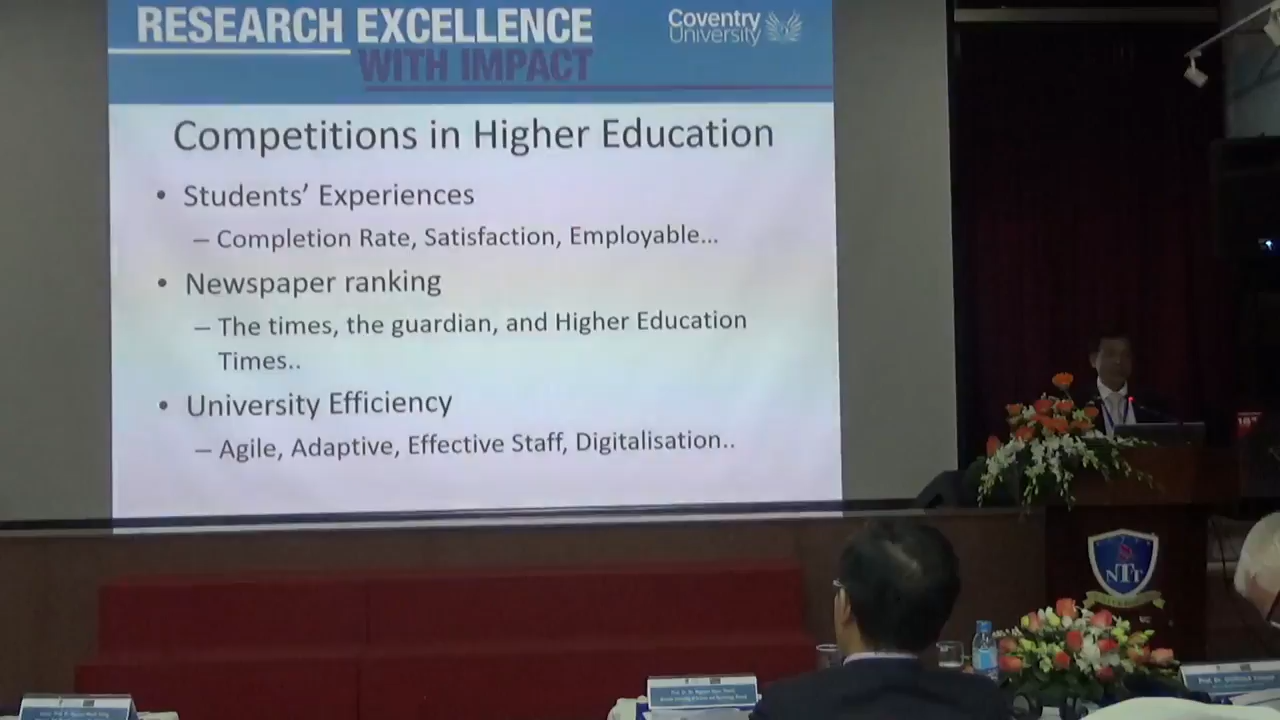 RESEARCH EXCELLENCE
WITH IMPACT
Coventry
University
Competitions in Higher Education
• Students’ Experiences
– Completion Rate, Satisfaction, Employable...
• Newspaper ranking
– The times, the guardian, and Higher Education
Times..
• University Efficiency
– Agile, Adaptive, Effective Staff, Digitalisation..
NTT